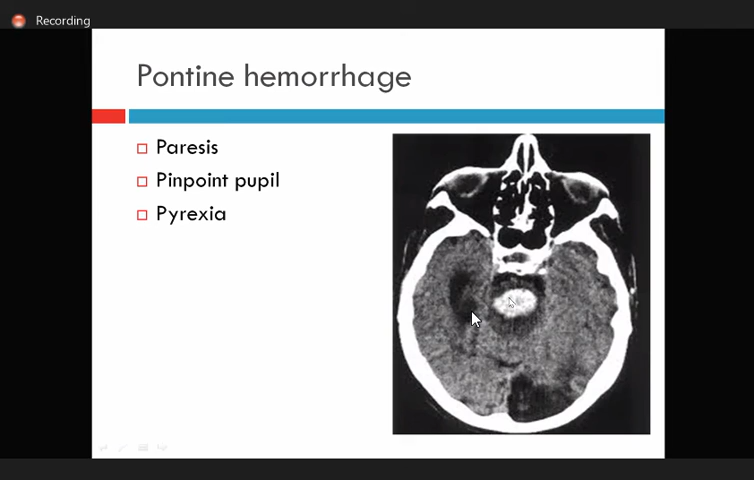 Recording
Pontine hemorrhage
Paresis
Pinpoint pupil
Pyrexia